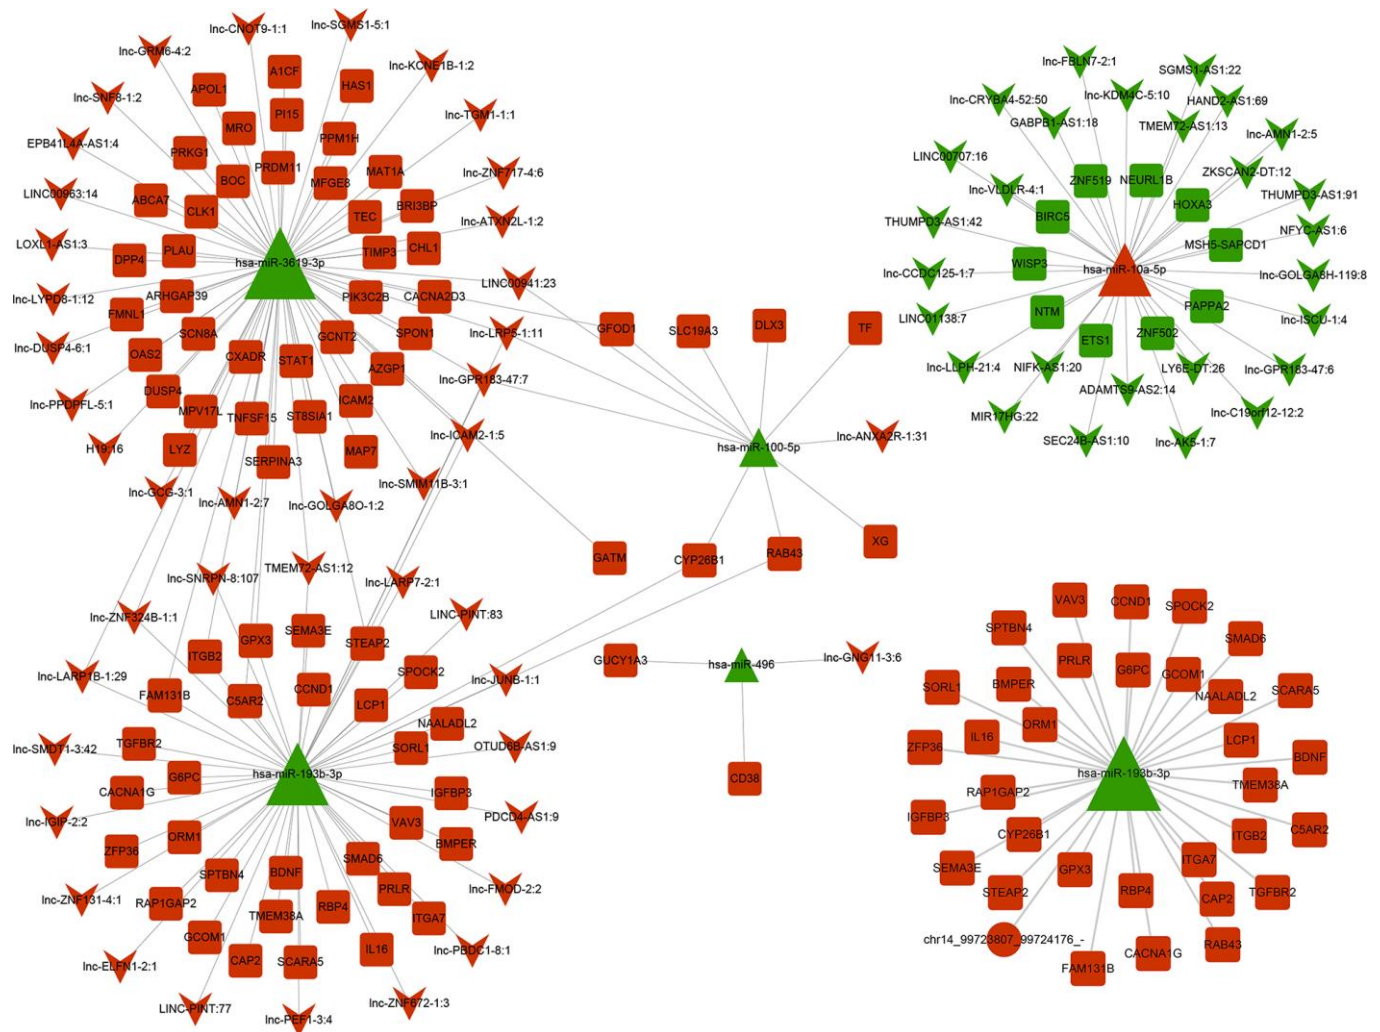 lnc-CNOT9-1:1
lnc-SGMS1-5:1
lnc-GRM6-4:2
lnc-KCNE1B-1:2
A1CF
APOL1
HAS1
lnc-SNF8-1:2
PI15
lnc-TGM1-1:1
MRO
PPM1H
EPB41L4A-AS1:4
PRKG1
PRDM11
BOC
MFGE8
MAT1A
lnc-ZNF717-4:6
LINC00963:14
ABCA7
CLK1
TEC
BRI3BP
lnc-ATXN2L-1:2
LOXL1-AS1:3
PLAU
DPP4
TIMP3
CHL1
hsa-miR-3619-3p
LINC00941:23
lnc-LYPD8-1:12
ARHGAP39
PIK3C2B
CACNA2D3
FMNL1
SCN8A
GCNT2
SPON1
lnc-LRP5-1:11
lnc-DUSP4-6:1
OAS2
CXADR
STAT1
AZGP1
lnc-GPR183-47:7
DUSP4
lnc-PPDPFL-5:1
MPV17L
TNFSF15
ST8SIA1
ICAM2
lnc-ICAM2-1:5
H19:16
LYZ
SERPINA3
MAP7
lnc-SMIM11B-3:1
lnc-GCG-3:1
lnc-AMN1-2:7
lnc-GOLGA8O-1:2
GFOD1
SLC19A3
DLX3
TF
hsa-miR-100-5p
lnc-ANXA2R-1:31
XG
GATM
CYP26B1
RAB43
lnc-FBLN7-2:1
SGMS1-AS1:22
lnc-CRYBA4-52:50
lnc-KDM4C-5:10
HAND2-AS1:69
GABPB1-AS1:18
TMEM72-AS1:13
lnc-AMN1-2:5
LINC00707:16
ZNF519
NEURL1B
ZKSCAN2-DT:12
lnc-VLDLR-4:1
HOXA3
THUMPD3-AS1:91
THUMPD3-AS1:42
BIRC5
NFYC-AS1:6
MSH5-SAPCD1
WISP3
hsa-miR-10a-5p
lnc-CCDC125-1:7
lnc-GOLGA8H-119:8
LINC01138:7
NTM
PAPPA2
lnc-ISCU-1:4
ETS1
ZNF502
lnc-LLPH-21:4
NIFK-AS1:20
LY6E-DT:26
lnc-GPR183-47:6
ADAMTS9-AS2:14
MIR17HG:22
lnc-C19orf12-12:2
SEC24B-AS1:10
lnc-AK5-1:7
lnc-SNRPN-8:107
TMEM72-AS1:12
lnc-LARP7-2:1
lnc-ZNF324B-1:1
GPX3
SEMA3E
LINC-PINT:83
ITGB2
STEAP2
lnc-LARP1B-1:29
FAM131B
C5AR2
CCND1
SPOCK2
lnc-JUNB-1:1
LCP1
NAALADL2
lnc-SMDT1-3:42
TGFBR2
SORL1
OTUD6B-AS1:9
G6PC
hsa-miR-193b-3p
CACNA1G
IGFBP3
lnc-IGIP-2:2
PDCD4-AS1:9
ORM1
VAV3
ZFP36
BMPER
SMAD6
SPTBN4
BDNF
PRLR
lnc-FMOD-2:2
lnc-ZNF131-4:1
RAP1GAP2
TMEM38A
RBP4
ITGA7
GCOM1
IL16
lnc-PBDC1-8:1
lnc-ELFN1-2:1
CAP2
SCARA5
LINC-PINT:77
lnc-PEF1-3:4
lnc-ZNF672-1:3
GUCY1A3
hsa-miR-496
lnc-GNG11-3:6
CD38
VAV3
CCND1
SPOCK2
SPTBN4
SMAD6
PRLR
G6PC
GCOM1
SORL1
BMPER
NAALADL2
SCARA5
ORM1
ZFP36
IL16
LCP1
BDNF
hsa-miR-193b-3p
RAP1GAP2
TMEM38A
IGFBP3
CYP26B1
ITGB2
C5AR2
SEMA3E
GPX3
ITGA7
STEAP2
RBP4
CAP2
TGFBR2
chr14_99723807_99724176_-
RAB43
FAM131B
CACNA1G